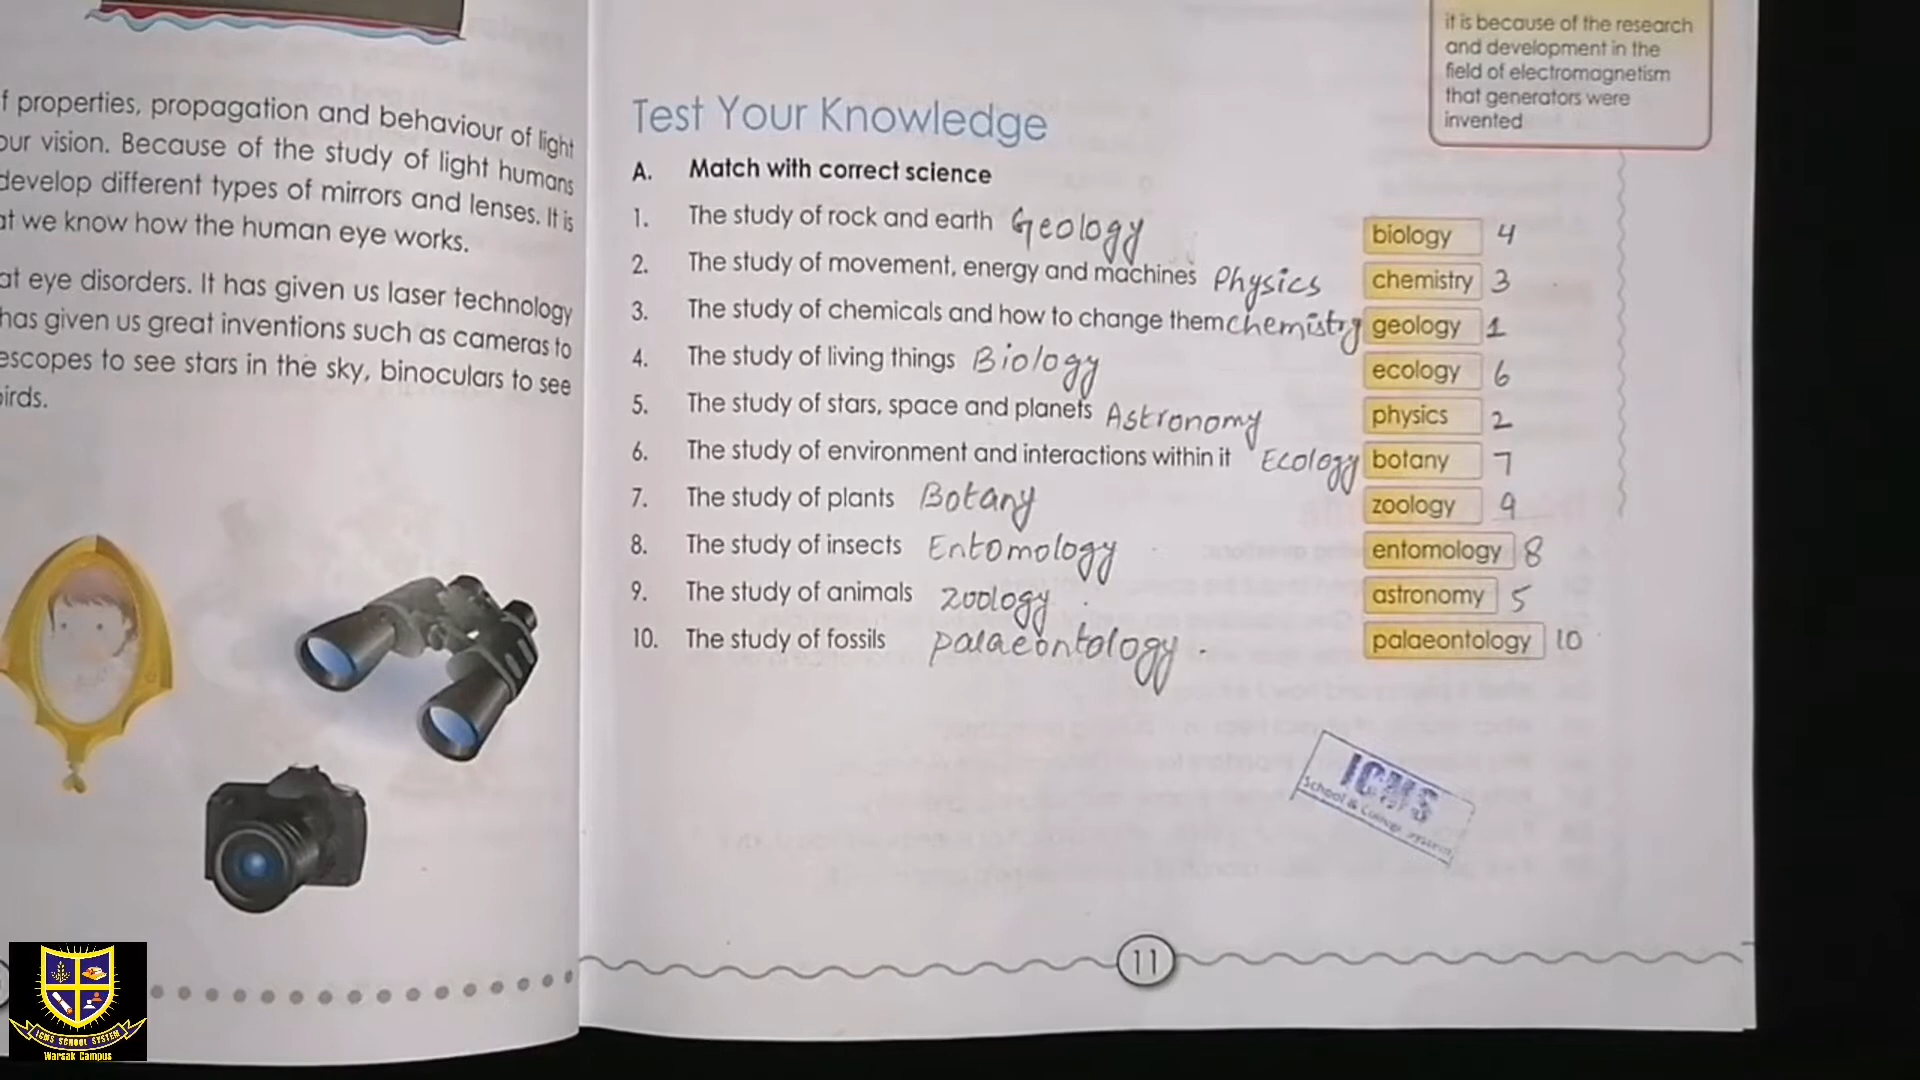 f properties, propagation and behaviour of light
our vision. Because of the study of light humans
develop different types of mirrors and lenses. It is
at we know how the human eye works.
at eye disorders. It has given us laser technology
has given us great inventions such as cameras to
escopes to see stars in the sky, binoculars to see
birds.
it is because of the research
and development in the
field of electromagnetism
that generators were
invented
Test Your Knowledge
A. Match with correct science
1. The study of rock and earth Geology
2. The study of movement, energy and machines Physics
3. The study of chemicals and how to change them chemistry
4. The study of living things Biology
5. The study of stars, space and planets Astronomy
6. The study of environment and interactions within it Ecology
7. The study of plants Botany
8. The study of insects Entomology
9. The study of animals Zoology
10. The study of fossils palaeontology
biology 4
chemistry 3
geology 1
ecology 6
physics 2
botany 7
zoology 9
entomology 8
astronomy 5
palaeontology 10
ICMS
School & College System
11
ICMS SCHOOL SYSTEM
Warsak Campus